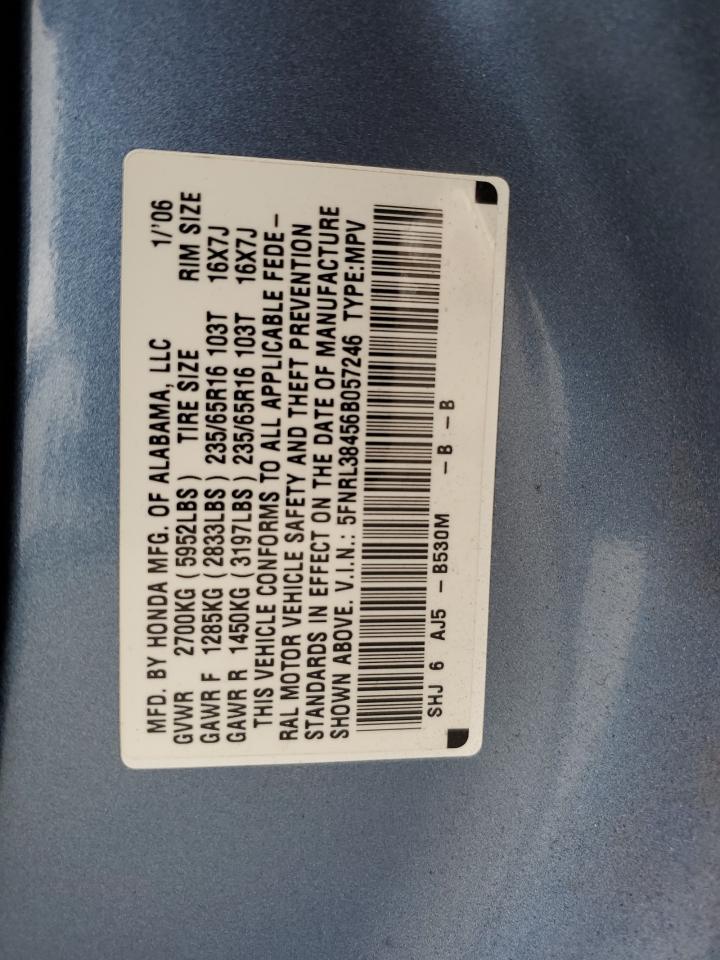 MFD. BY HONDA MFG. OF ALABAMA, LLC 1/'06
GVWR 2700KG (5952LBS) TIRE SIZE RIM SIZE
GAWR F 1285KG (2833LBS) 235/65R16 103T 16X7J
GAWR R 1450KG (3197LBS) 235/65R16 103T 16X7J
THIS VEHICLE CONFORMS TO ALL APPLICABLE FEDE-
RAL MOTOR VEHICLE SAFETY AND THEFT PREVENTION
STANDARDS IN EFFECT ON THE DATE OF MANUFACTURE
SHOWN ABOVE. V.I.N.: 5FNRL38456B057246 TYPE:MPV
SHJ 6 AJ5 - B530M - B - B